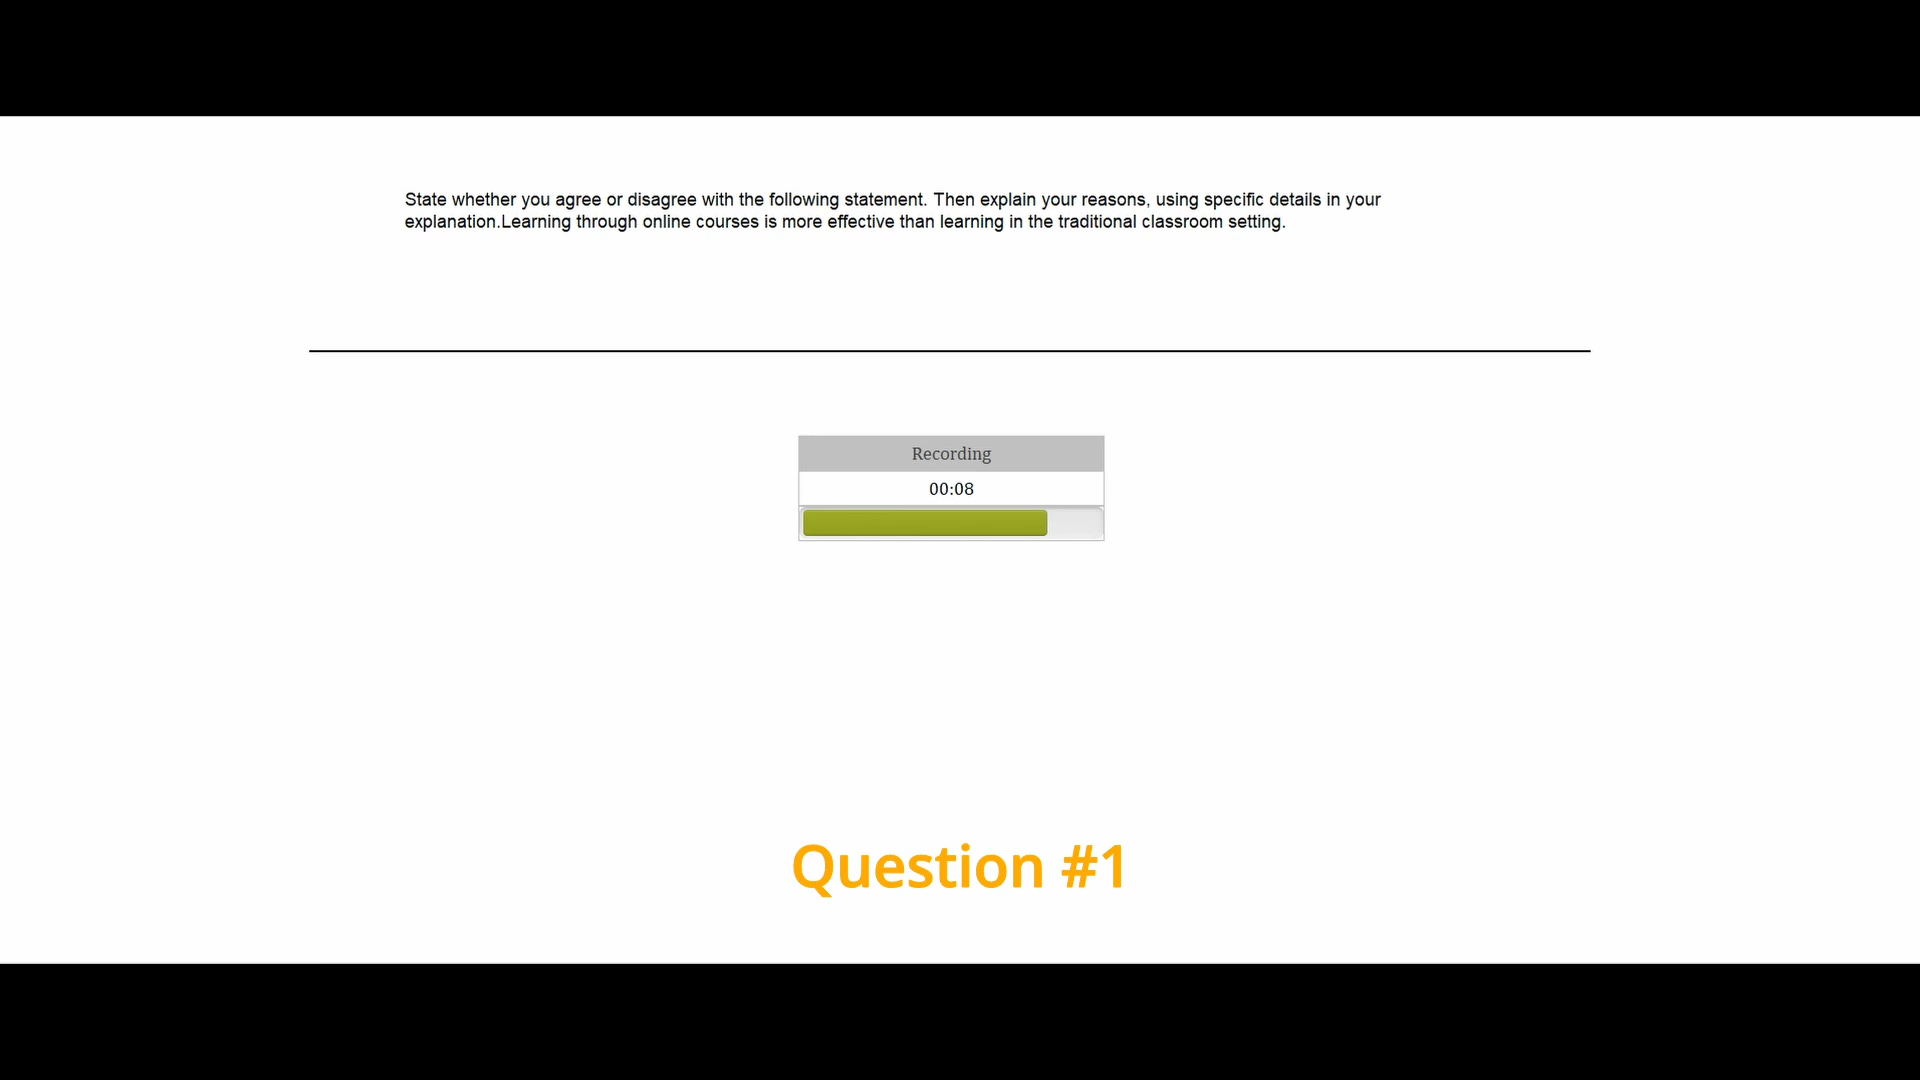 State whether you agree or disagree with the following statement. Then explain your reasons, using specific details in your
explanation.Learning through online courses is more effective than learning in the traditional classroom setting.
Recording
00:08
Question #1